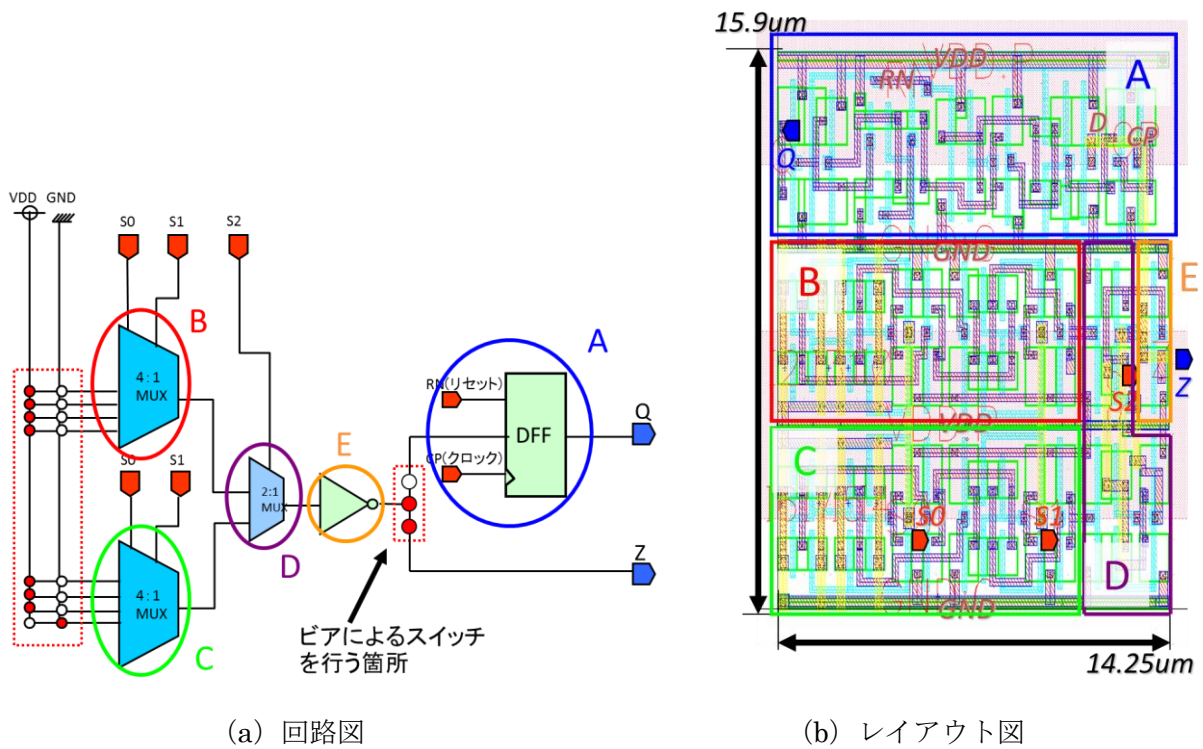 VDD GND
S0
S1
S2
B
4:1
MUX
S0
S1
4:1
MUX
C
2:1
MUX
D
E
A
RN(リセット)
DFF
CP(クロック)
Q
Z
ビアによるスイッチ
を行う箇所
(a) 回路図
15.9um
VDD
RN
A
D
CP
Q
GND
B
E
Z
S2
VDD
C
S0
S1
D
GND
14.25um
(b) レイアウト図